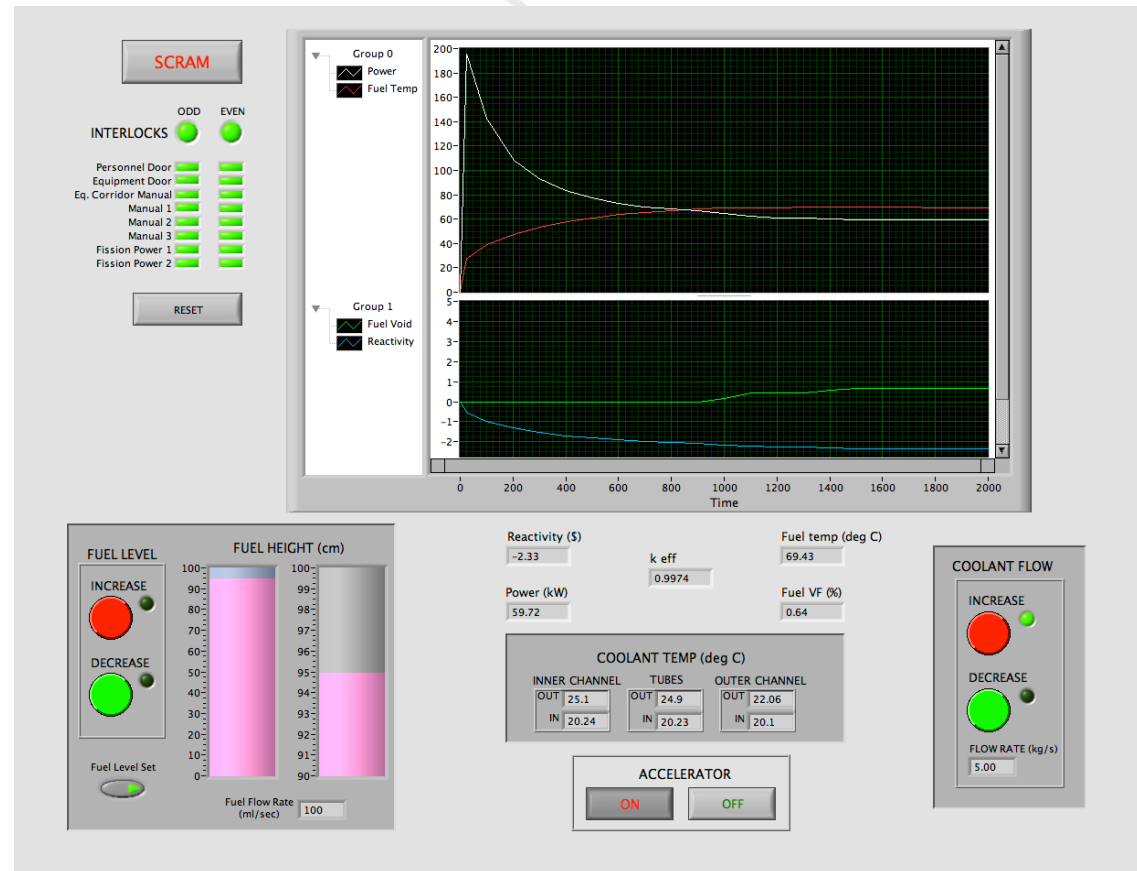 SCRAM
ODD EVEN
INTERLOCKS
Personnel Door
Equipment Door
Eq. Corridor Manual
Manual 1
Manual 2
Manual 3
Fission Power 1
Fission Power 2
RESET
Group 0
Power
Fuel Temp
200
180
160
140
120
100
80
60
40
20
0
Group 1
Fuel Void
Reactivity
5
4
3
2
1
0
-1
-2
0 200 400 600 800 1000 1200 1400 1600 1800 2000
Time
FUEL LEVEL
INCREASE
DECREASE
Fuel Level Set
FUEL HEIGHT (cm)
100
90
80
70
60
50
40
30
20
10
0
100
99
98
97
96
95
94
93
92
91
90
Fuel Flow Rate
(ml/sec)
100
Reactivity ($)
-2.33
k eff
0.9974
Fuel temp (deg C)
69.43
Power (kW)
59.72
Fuel VF (%)
0.64
COOLANT TEMP (deg C)
INNER CHANNEL TUBES OUTER CHANNEL
OUT 25.1 OUT 24.9 OUT 22.06
IN 20.24 IN 20.23 IN 20.1
ACCELERATOR
ON OFF
COOLANT FLOW
INCREASE
DECREASE
FLOW RATE (kg/s)
5.00